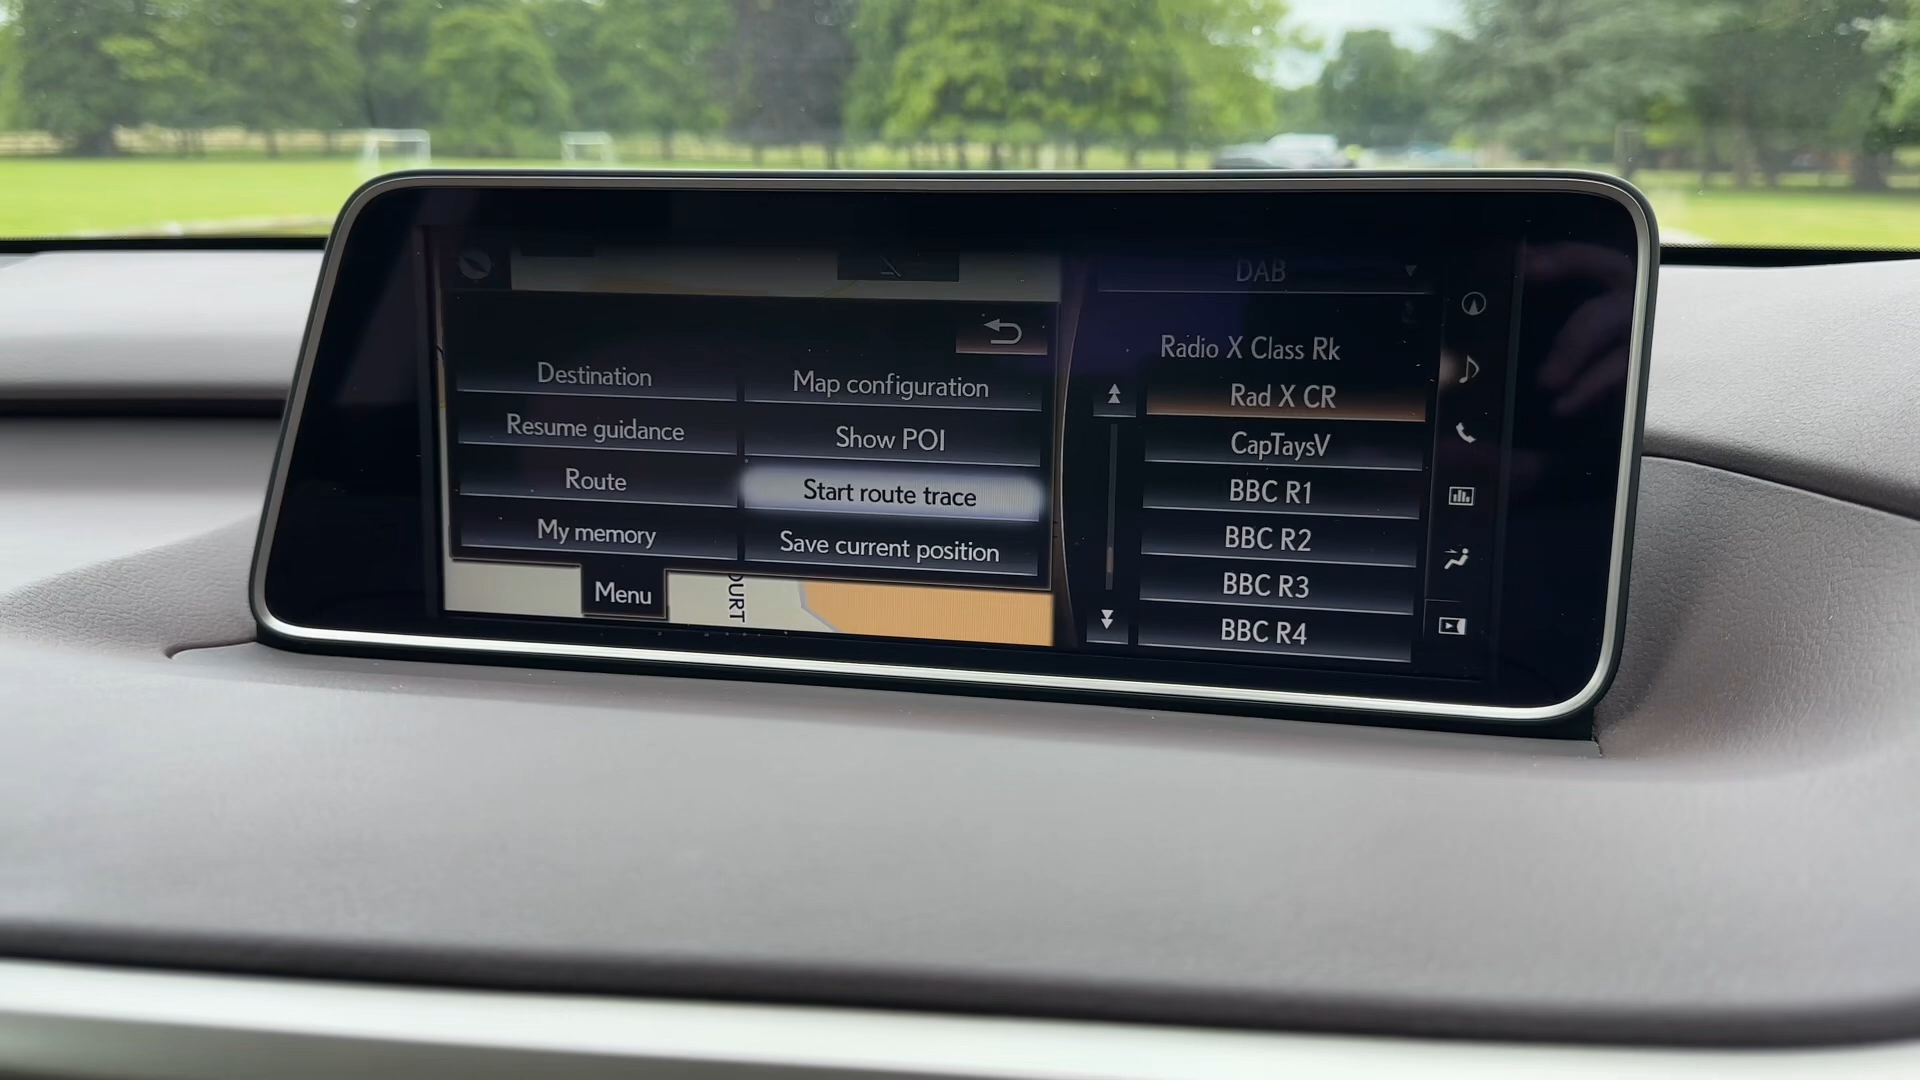 Destination
Map configuration
Resume guidance
Show POI
Route
Start route trace
My memory
Save current position
Menu
OURT
DAB
Radio X Class Rk
Rad X CR
CapTaysV
BBC R1
BBC R2
BBC R3
BBC R4